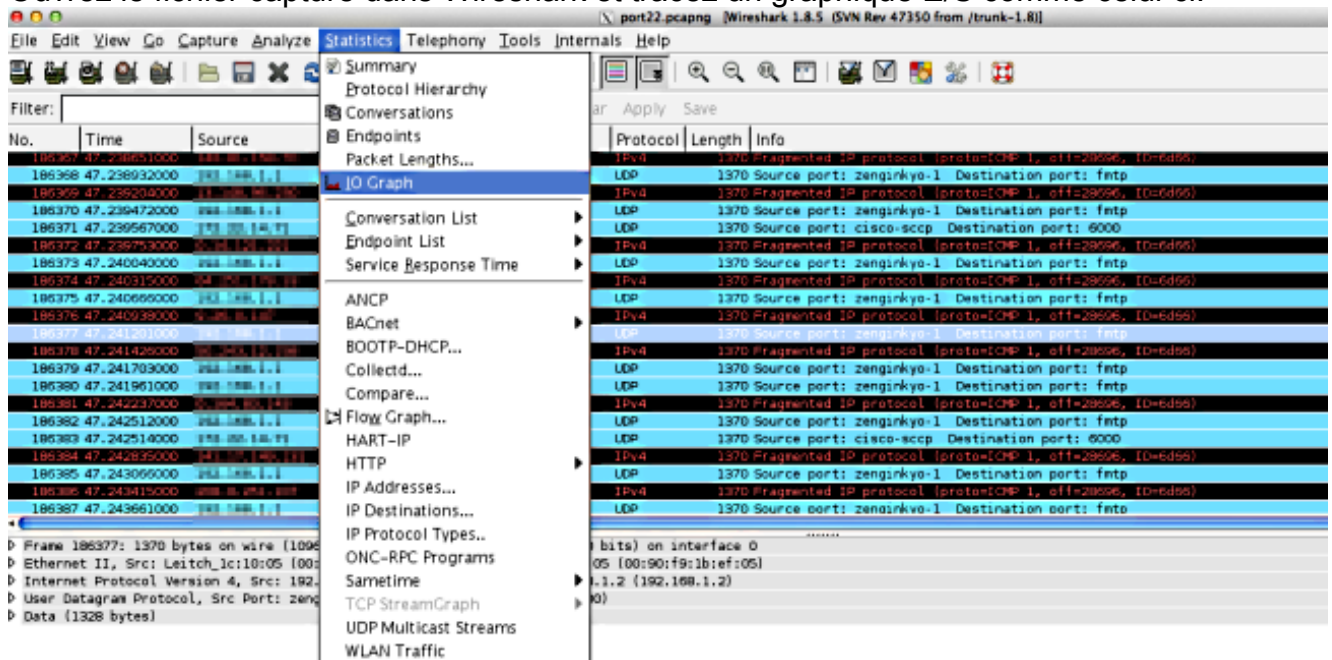 Ouvrez le fichier capture dans Wireshark et tracez un graphique E/S comme celui-ci.
port22.pcapng [Wireshark 1.8.5 (SVN Rev 47350 from /trunk-1.8)]
File Edit View Go Capture Analyze Statistics Telephony Tools Internals Help
Filter:
Apply Save
No. Time Source
186367 47.238651000
186368 47.238932000
186369 47.239204000
186370 47.239472000
186371 47.239567000
186372 47.239753000
186373 47.240040000
186374 47.240315000
186375 47.240666000
186376 47.240938000
186377 47.241201000
186378 47.241426000
186379 47.241703000
186380 47.241961000
186381 47.242237000
186382 47.242512000
186383 47.242514000
186384 47.242835000
186385 47.243066000
186386 47.243415000
186387 47.243661000
Summary
Protocol Hierarchy
Conversations
Endpoints
Packet Lengths...
IO Graph
Conversation List
Endpoint List
Service Response Time
ANCP
BACnet
BOOTP-DHCP...
Collectd...
Compare...
Flow Graph...
HART-IP
HTTP
IP Addresses...
IP Destinations...
IP Protocol Types..
ONC-RPC Programs
Sametime
TCP StreamGraph
UDP Multicast Streams
WLAN Traffic
Protocol Length Info
IPv4 1370 Fragmented IP protocol (proto=ICMP 1, off=28696, ID=6d66)
UDP 1370 Source port: zenginkyo-1 Destination port: fmtp
IPv4 1370 Fragmented IP protocol (proto=ICMP 1, off=28696, ID=6d66)
UDP 1370 Source port: zenginkyo-1 Destination port: fmtp
UDP 1370 Source port: cisco-sccp Destination port: 6000
IPv4 1370 Fragmented IP protocol (proto=ICMP 1, off=28696, ID=6d66)
UDP 1370 Source port: zenginkyo-1 Destination port: fmtp
IPv4 1370 Fragmented IP protocol (proto=ICMP 1, off=28696, ID=6d66)
UDP 1370 Source port: zenginkyo-1 Destination port: fmtp
IPv4 1370 Fragmented IP protocol (proto=ICMP 1, off=28696, ID=6d66)
UDP 1370 Source port: zenginkyo-1 Destination port: fmtp
IPv4 1370 Fragmented IP protocol (proto=ICMP 1, off=28696, ID=6d66)
UDP 1370 Source port: zenginkyo-1 Destination port: fmtp
UDP 1370 Source port: zenginkyo-1 Destination port: fmtp
IPv4 1370 Fragmented IP protocol (proto=ICMP 1, off=28696, ID=6d66)
UDP 1370 Source port: zenginkyo-1 Destination port: fmtp
UDP 1370 Source port: cisco-sccp Destination port: 6000
IPv4 1370 Fragmented IP protocol (proto=ICMP 1, off=28696, ID=6d66)
UDP 1370 Source port: zenginkyo-1 Destination port: fmtp
IPv4 1370 Fragmented IP protocol (proto=ICMP 1, off=28696, ID=6d66)
UDP 1370 Source port: zenginkyo-1 Destination port: fmtp
Frame 186377: 1370 bytes on wire (1096 bits) on interface 0
Ethernet II, Src: Leitch_1c:10:05 (00: 05 (00:90:f9:1b:ef:05)
Internet Protocol Version 4, Src: 192. .1.2 (192.168.1.2)
User Datagram Protocol, Src Port: zeng 0)
Data (1328 bytes)